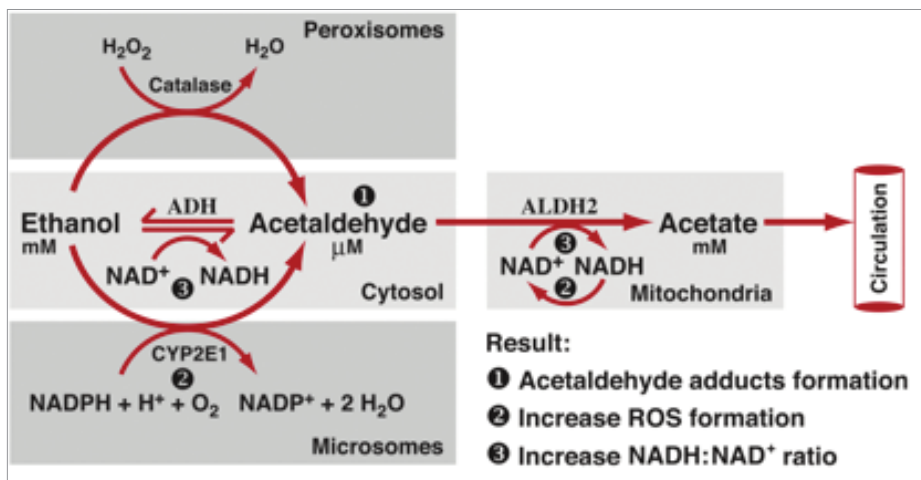 Peroxisomes
H₂O₂
H₂O
Catalase
Ethanol
mM
ADH
❶
Acetaldehyde
μM
NAD⁺
❸
NADH
Cytosol
ALDH2
❸
NAD⁺ NADH
❷
Mitochondria
Acetate
mM
Circulation
CYP2E1
❷
NADPH + H⁺ + O₂
NADP⁺ + 2 H₂O
Microsomes
Result:
❶ Acetaldehyde adducts formation
❷ Increase ROS formation
❸ Increase NADH:NAD⁺ ratio